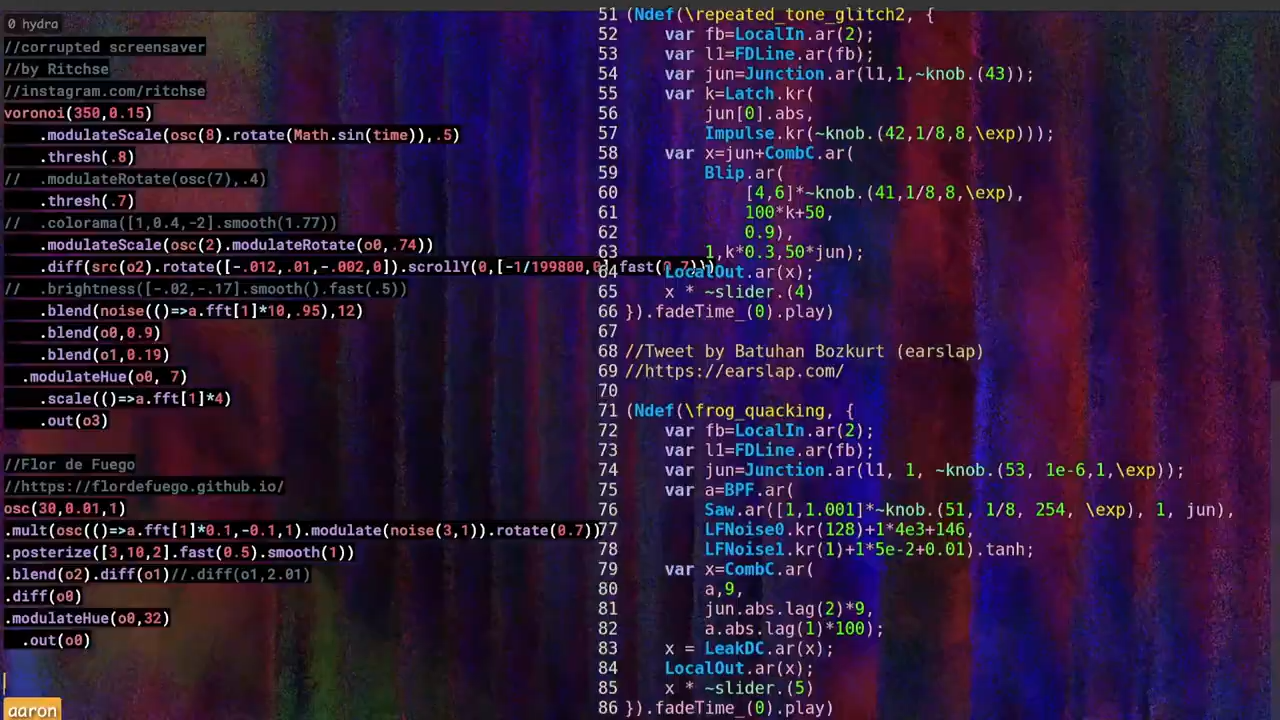 0 hydra
//corrupted screensaver
//by Ritchse
//instagram.com/ritchse
voronoi(350,0.15)
    .modulateScale(osc(8).rotate(Math.sin(time)),.5)
    .thresh(.8)
//  .modulateRotate(osc(7),.4)
    .thresh(.7)
//  .colorama([1,0.4,-2].smooth(1.77))
    .modulateScale(osc(2).modulateRotate(o0,.74))
    .diff(src(o2).rotate([-.012,.01,-.002,0]).scrollY(0,[-1/199800,0].fast(0.7)))
//  .brightness([-.02,-.17].smooth().fast(.5))
    .blend(noise(()=>a.fft[1]*10,.95),12)
    .blend(o0,0.9)
    .blend(o1,0.19)
  .modulateHue(o0, 7)
    .scale(()=>a.fft[1]*4)
    .out(o3)
//Flor de Fuego
//https://flordefuego.github.io/
osc(30,0.01,1)
.mult(osc(()=>a.fft[1]*0.1,-0.1,1).modulate(noise(3,1)).rotate(0.7))
.posterize([3,10,2].fast(0.5).smooth(1))
.blend(o2).diff(o1)//.diff(o1,2.01)
.diff(o0)
.modulateHue(o0,32)
  .out(o0)
aaron
51 (Ndef(\repeated_tone_glitch2, {
52     var fb=LocalIn.ar(2);
53     var l1=FDLine.ar(fb);
54     var jun=Junction.ar(l1,1,~knob.(43));
55     var k=Latch.kr(
56         jun[0].abs,
57         Impulse.kr(~knob.(42,1/8,8,\exp)));
58     var x=jun+CombC.ar(
59         Blip.ar(
60             [4,6]*~knob.(41,1/8,8,\exp),
61             100*k+50,
62             0.9),
63         1,k*0.3,50*jun);
64     LocalOut.ar(x);
65     x * ~slider.(4)
66 }).fadeTime_(0).play)
67
68 //Tweet by Batuhan Bozkurt (earslap)
69 //https://earslap.com/
70
71 (Ndef(\frog_quacking, {
72     var fb=LocalIn.ar(2);
73     var l1=FDLine.ar(fb);
74     var jun=Junction.ar(l1, 1, ~knob.(53, 1e-6,1,\exp));
75     var a=BPF.ar(
76         Saw.ar([1,1.001]*~knob.(51, 1/8, 254, \exp), 1, jun),
77         LFNoise0.kr(128)+1*4e3+146,
78         LFNoise1.kr(1)+1*5e-2+0.01).tanh;
79     var x=CombC.ar(
80         a,9,
81         jun.abs.lag(2)*9,
82         a.abs.lag(1)*100);
83     x = LeakDC.ar(x);
84     LocalOut.ar(x);
85     x * ~slider.(5)
86 }).fadeTime_(0).play)